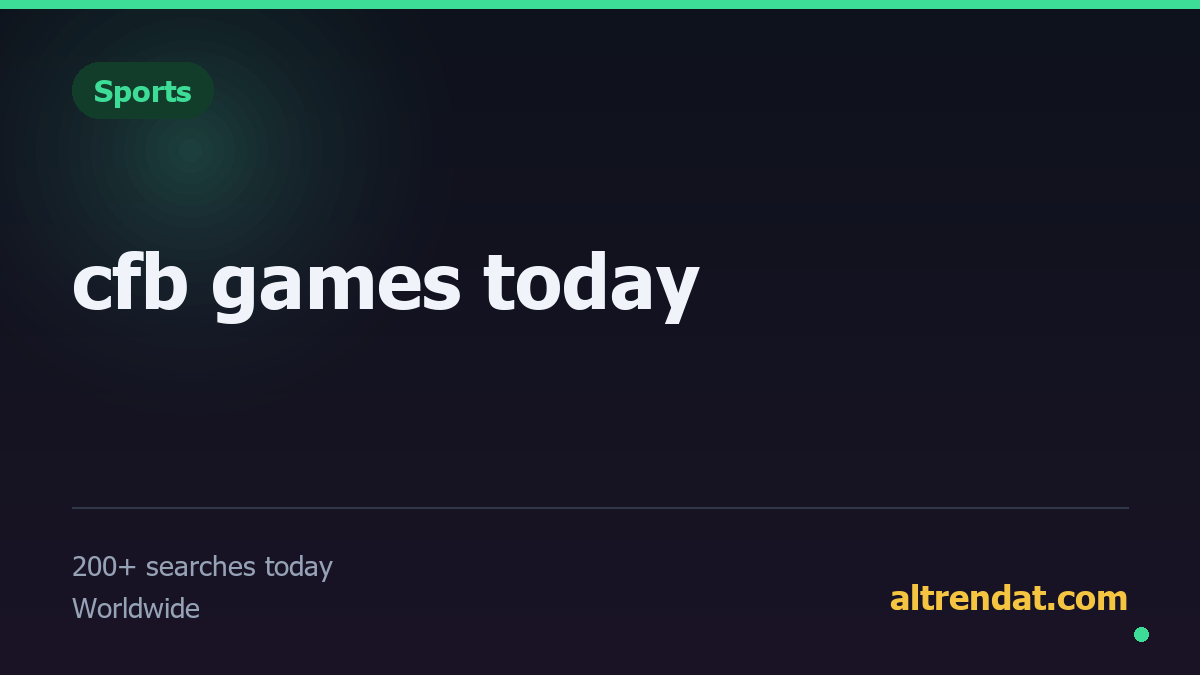 Sports
cfb games today
200+ searches today
Worldwide
altrendat.com